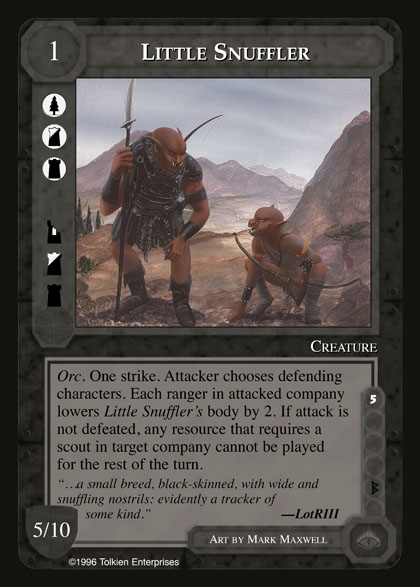 1
Little Snuffler
Creature
Orc. One strike. Attacker chooses defending
characters. Each ranger in attacked company
lowers Little Snuffler's body by 2. If attack is
not defeated, any resource that requires a
scout in target company cannot be played
for the rest of the turn.
5
“…a small breed, black-skinned, with wide and
snuffling nostrils: evidently a tracker of
some kind.” —LotRIII
5/10
Art by Mark Maxwell
©1996 Tolkien Enterprises